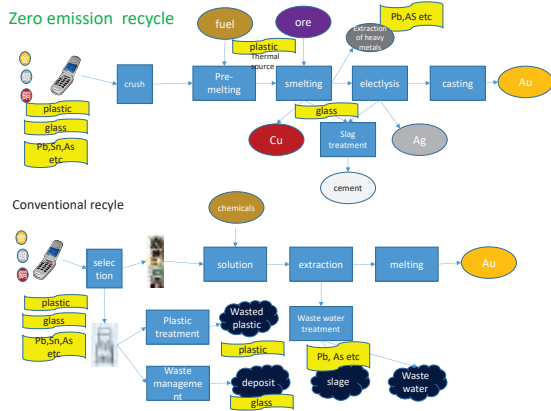 Zero emission recycle
fuel
ore
Pb,AS etc
plastic
Thermal
source
Extraction
of heavy
metals
crush
Pre-
melting
smelting
electlysis
casting
Au
plastic
glass
Pb,Sn,As
etc
glass
Cu
Slag
treatment
Ag
cement
Conventional recyle
chemicals
selec
tion
solution
extraction
melting
Au
plastic
glass
Pb,Sn,As
etc
Plastic
treatment
Wasted
plastic
plastic
Waste water
treatment
Waste
manageme
nt
deposit
glass
Pb, As etc
slage
Waste
water